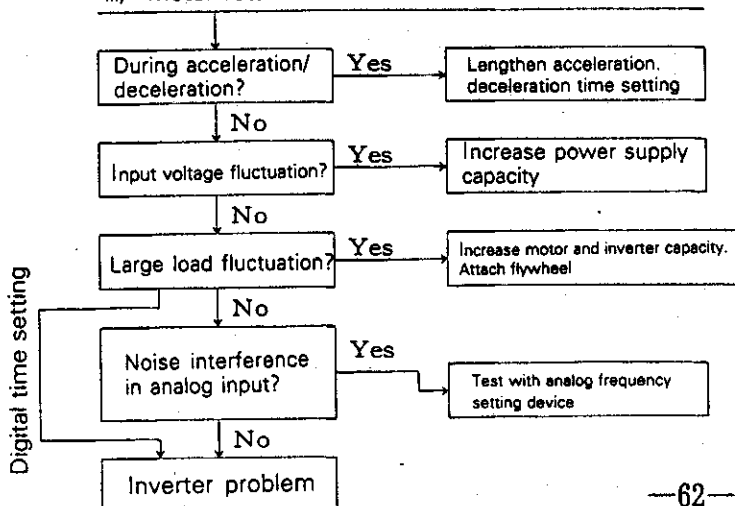 During acceleration/
deceleration?
Yes
Lengthen acceleration.
deceleration time setting
No
Input voltage fluctuation?
Yes
Increase power supply
capacity
No
Large load fluctuation?
Yes
Increase motor and inverter capacity.
Attach flywheel
Digital time setting
No
Noise interference
in analog input?
Yes
Test with analog frequency
setting device
No
Inverter problem
—62—